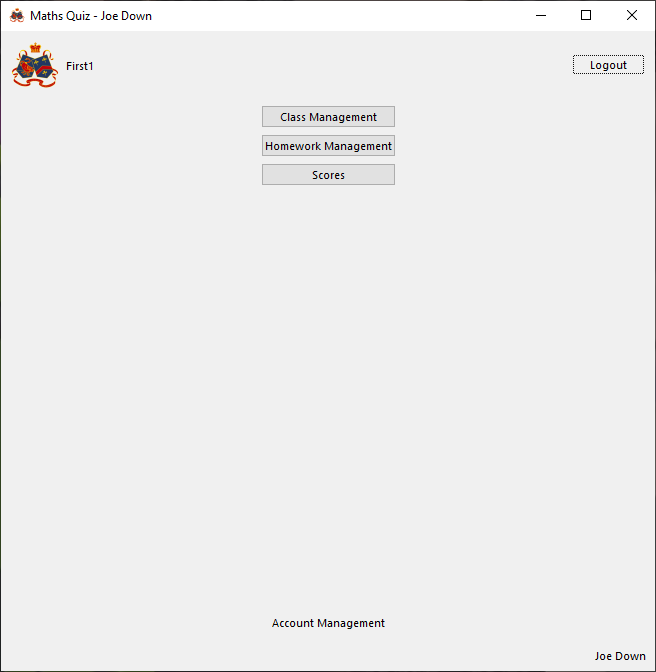 Maths Quiz - Joe Down
First1
Logout
Class Management
Homework Management
Scores
Account Management
Joe Down